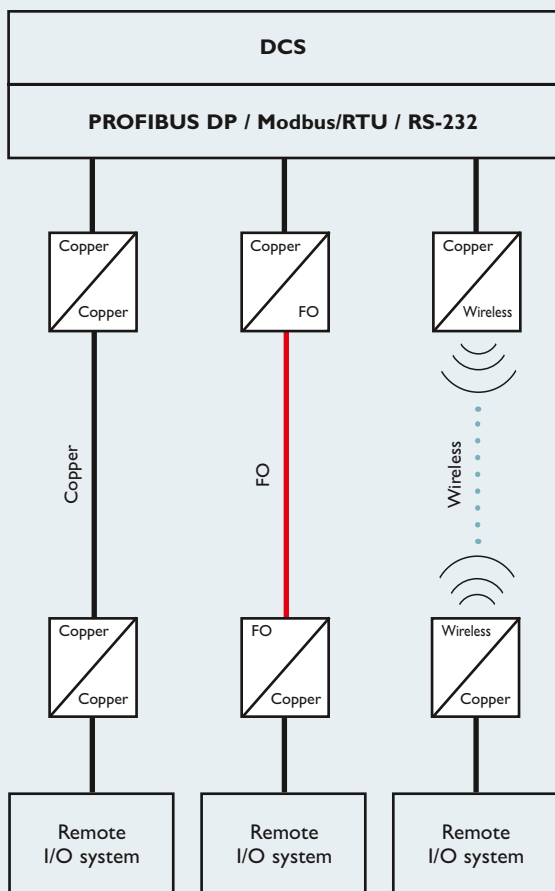 DCS
PROFIBUS DP / Modbus/RTU / RS-232
Copper
Copper
Copper
FO
Copper
Wireless
Copper
FO
Wireless
Copper
Copper
FO
Copper
Wireless
Copper
Remote
I/O system
Remote
I/O system
Remote
I/O system